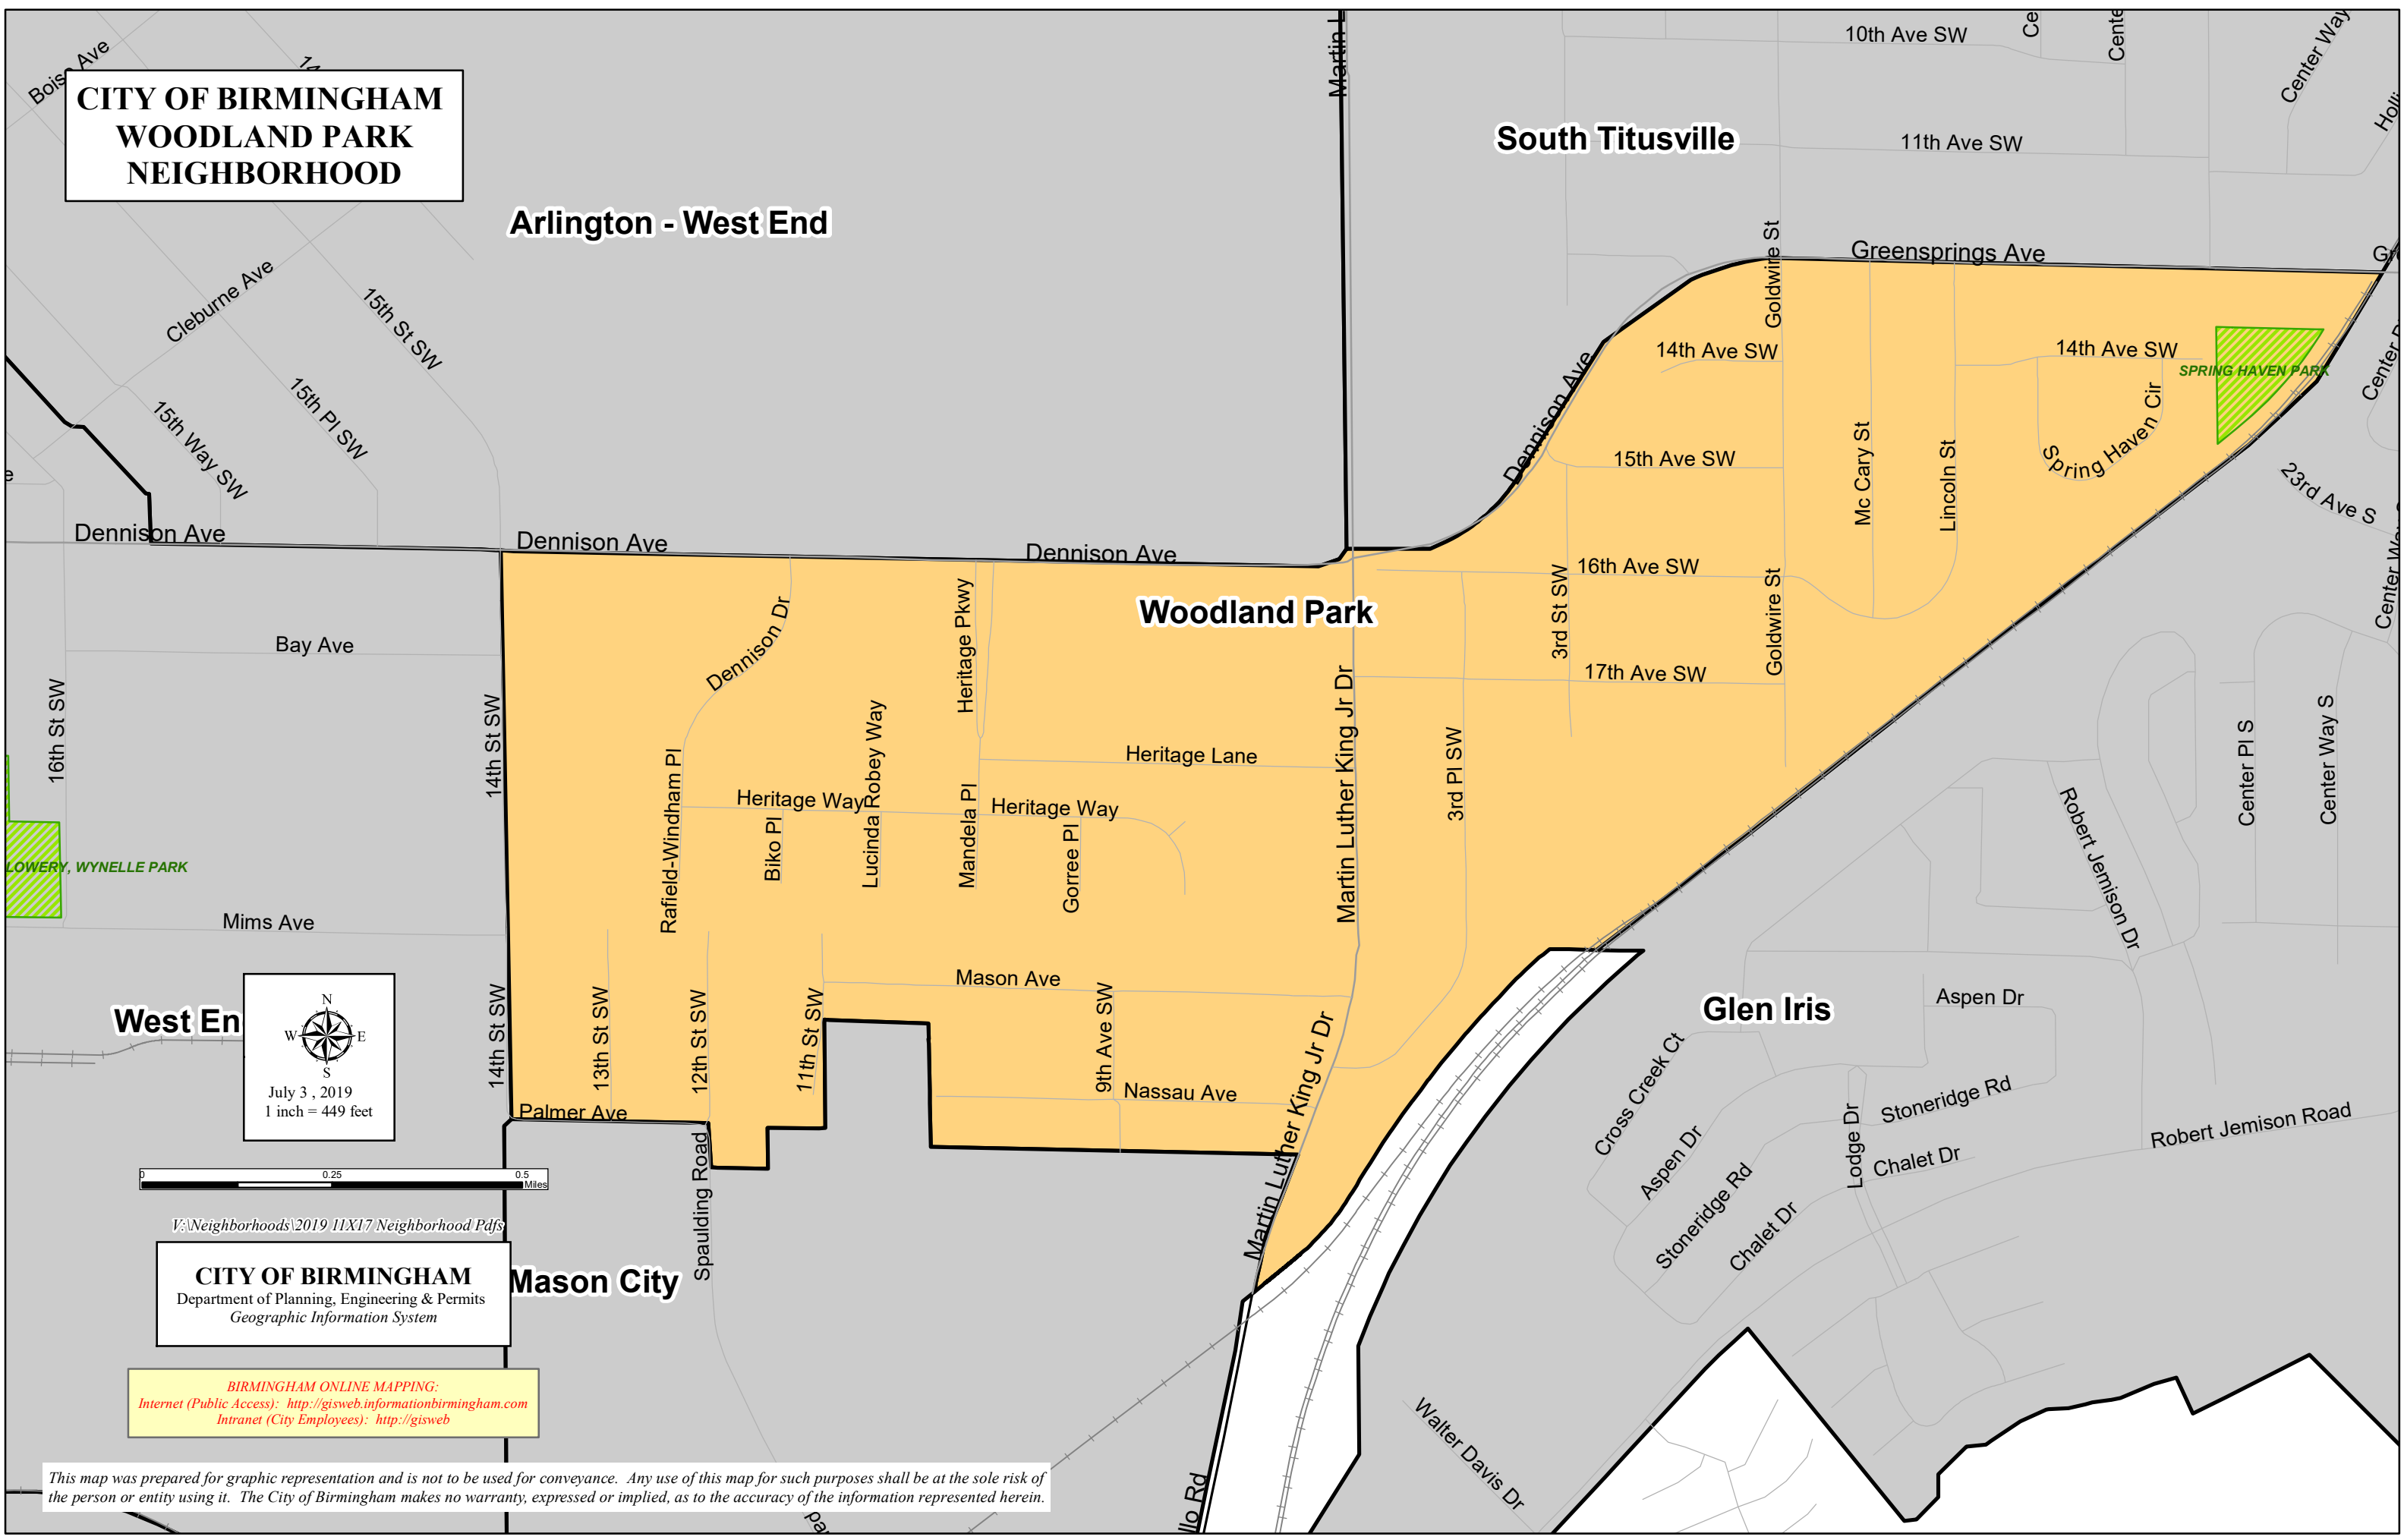 Boise Ave
CITY OF BIRMINGHAM
WOODLAND PARK
NEIGHBORHOOD
Arlington - West End
South Titusville
10th Ave SW
11th Ave SW
Center Way
Greensprings Ave
Cleburne Ave
15th St SW
15th Pl SW
15th Way SW
Goldwire St
14th Ave SW
14th Ave SW
SPRING HAVEN PARK
Spring Haven Cir
Dennison Ave
15th Ave SW
Mc Cary St
Lincoln St
23rd Ave S
Dennison Ave
Dennison Ave
Dennison Ave
16th Ave SW
Woodland Park
3rd St SW
Goldwire St
17th Ave SW
Dennison Dr
Heritage Pkwy
Bay Ave
16th St SW
14th St SW
Martin Luther King Jr Dr
3rd Pl SW
Heritage Lane
Rafield-Windham Pl
Heritage Way
Lucinda Robey Way
Heritage Way
Biko Pl
Mandela Pl
Gorree Pl
Center Pl S
Center Way S
Robert Jemison Dr
LOWERY, WYNELLE PARK
Mims Ave
West En
N
W
E
S
July 3 , 2019
1 inch = 449 feet
14th St SW
13th St SW
12th St SW
11th St SW
Mason Ave
9th Ave SW
Nassau Ave
Martin Luther King Jr Dr
Palmer Ave
Spaulding Road
Glen Iris
Aspen Dr
Cross Creek Ct
Aspen Dr
Stoneridge Rd
Stoneridge Rd
Lodge Dr
Chalet Dr
Chalet Dr
Robert Jemison Road
0 0.25 0.5
Miles
V:\Neighborhoods\2019 11X17 Neighborhood Pdfs
CITY OF BIRMINGHAM
Department of Planning, Engineering & Permits
Geographic Information System
Mason City
BIRMINGHAM ONLINE MAPPING:
Internet (Public Access): http://gisweb.informationbirmingham.com
Intranet (City Employees): http://gisweb
Walter Davis Dr
This map was prepared for graphic representation and is not to be used for conveyance. Any use of this map for such purposes shall be at the sole risk of
the person or entity using it. The City of Birmingham makes no warranty, expressed or implied, as to the accuracy of the information represented herein.